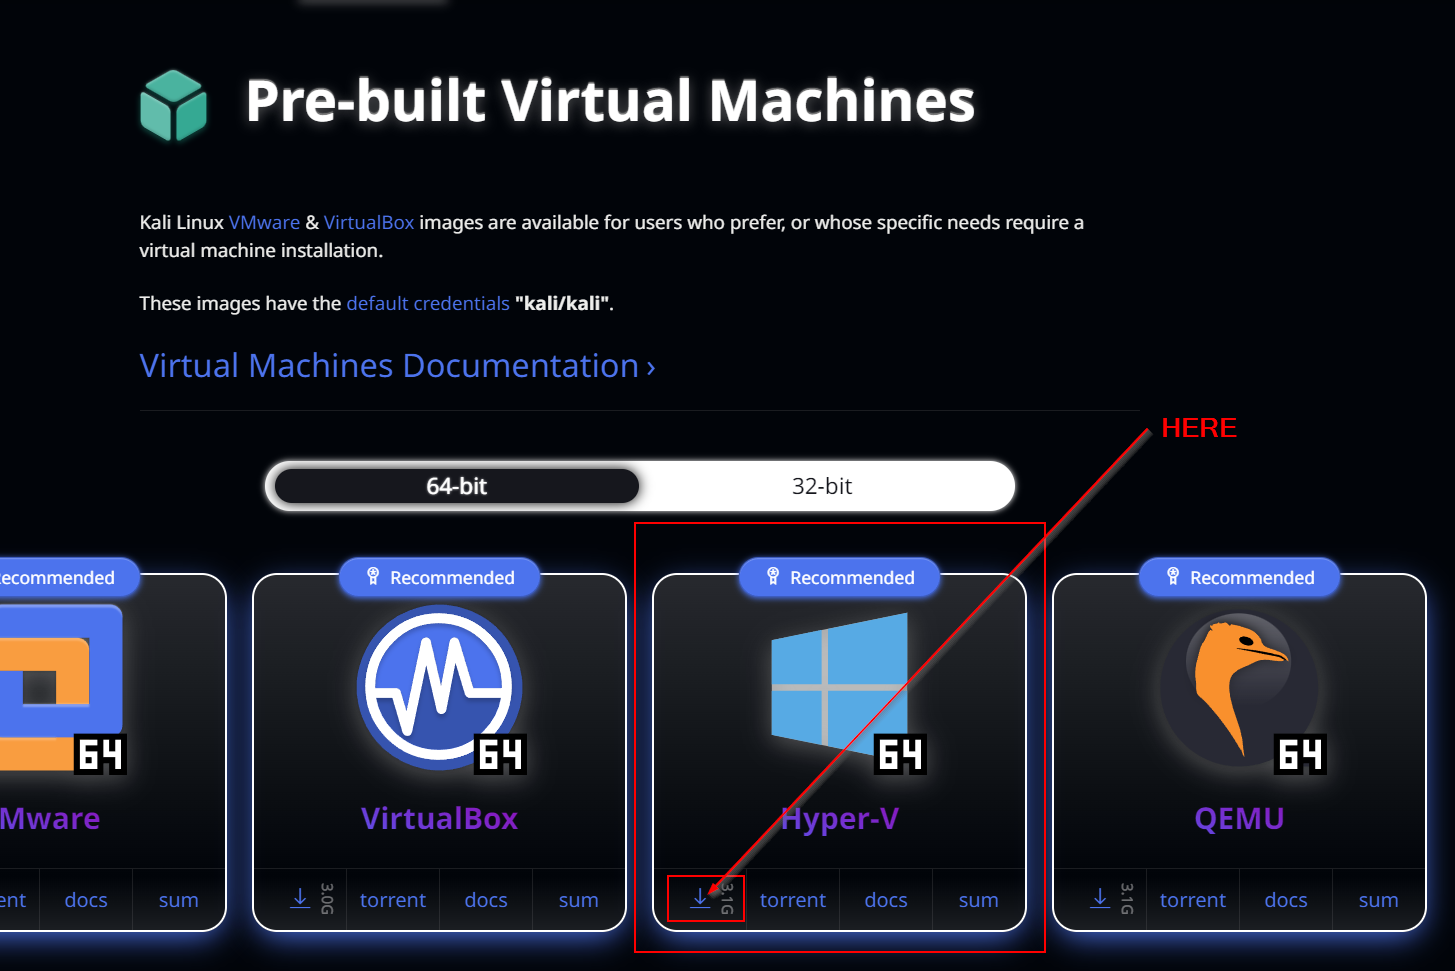 Pre-built Virtual Machines
Kali Linux VMware & VirtualBox images are available for users who prefer, or whose specific needs require a
virtual machine installation.
These images have the default credentials "kali/kali".
Virtual Machines Documentation ›
HERE
64-bit 32-bit
ecommended Recommended Recommended Recommended
64 64 64 64
Mware VirtualBox Hyper-V QEMU
ent docs sum 3.0G torrent docs sum 3.1G torrent docs sum 3.1G torrent docs sum